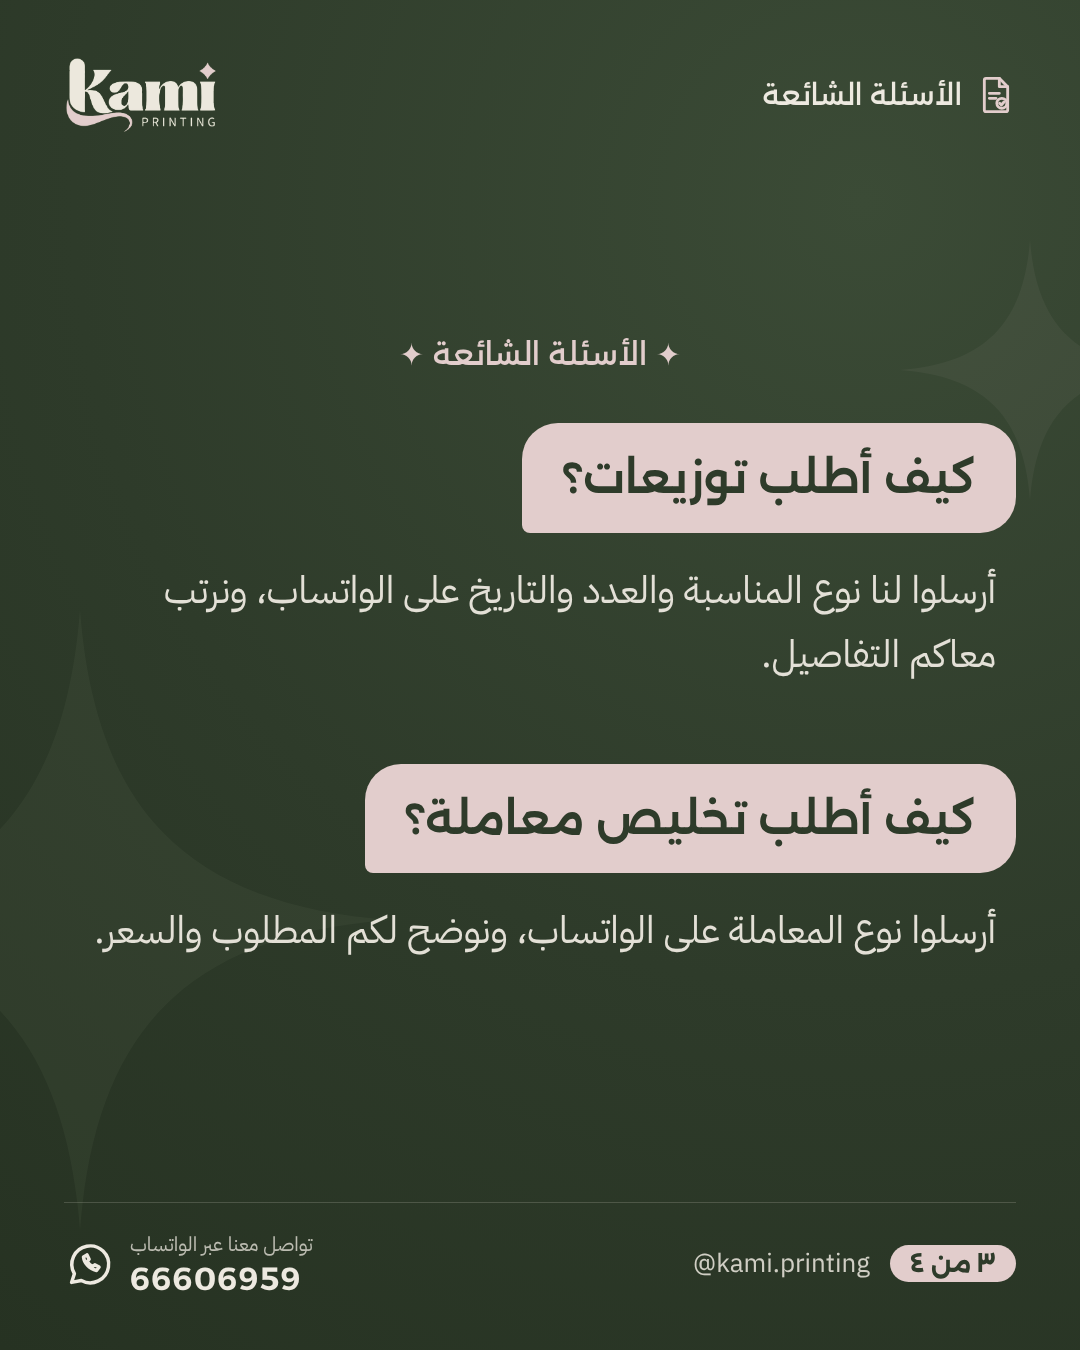 الأسئلة الشائعة
kami
PRINTING
✦ الأسئلة الشائعة ✦
كيف أطلب توزيعات؟
أرسلوا لنا نوع المناسبة والعدد والتاريخ على الواتساب، ونرتب
معاكم التفاصيل.
كيف أطلب تخليص معاملة؟
أرسلوا نوع المعاملة على الواتساب، ونوضح لكم المطلوب والسعر.
٣ من ٤
@kami.printing
تواصل معنا عبر الواتساب
66606959